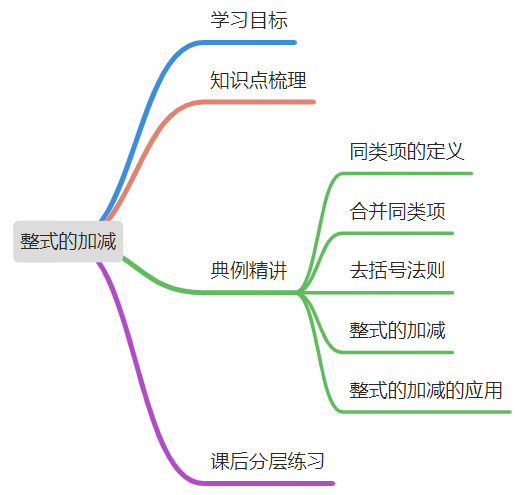 学习目标
知识点梳理
同类项的定义
合并同类项
整式的加减
典例精讲
去括号法则
整式的加减
整式的加减的应用
课后分层练习